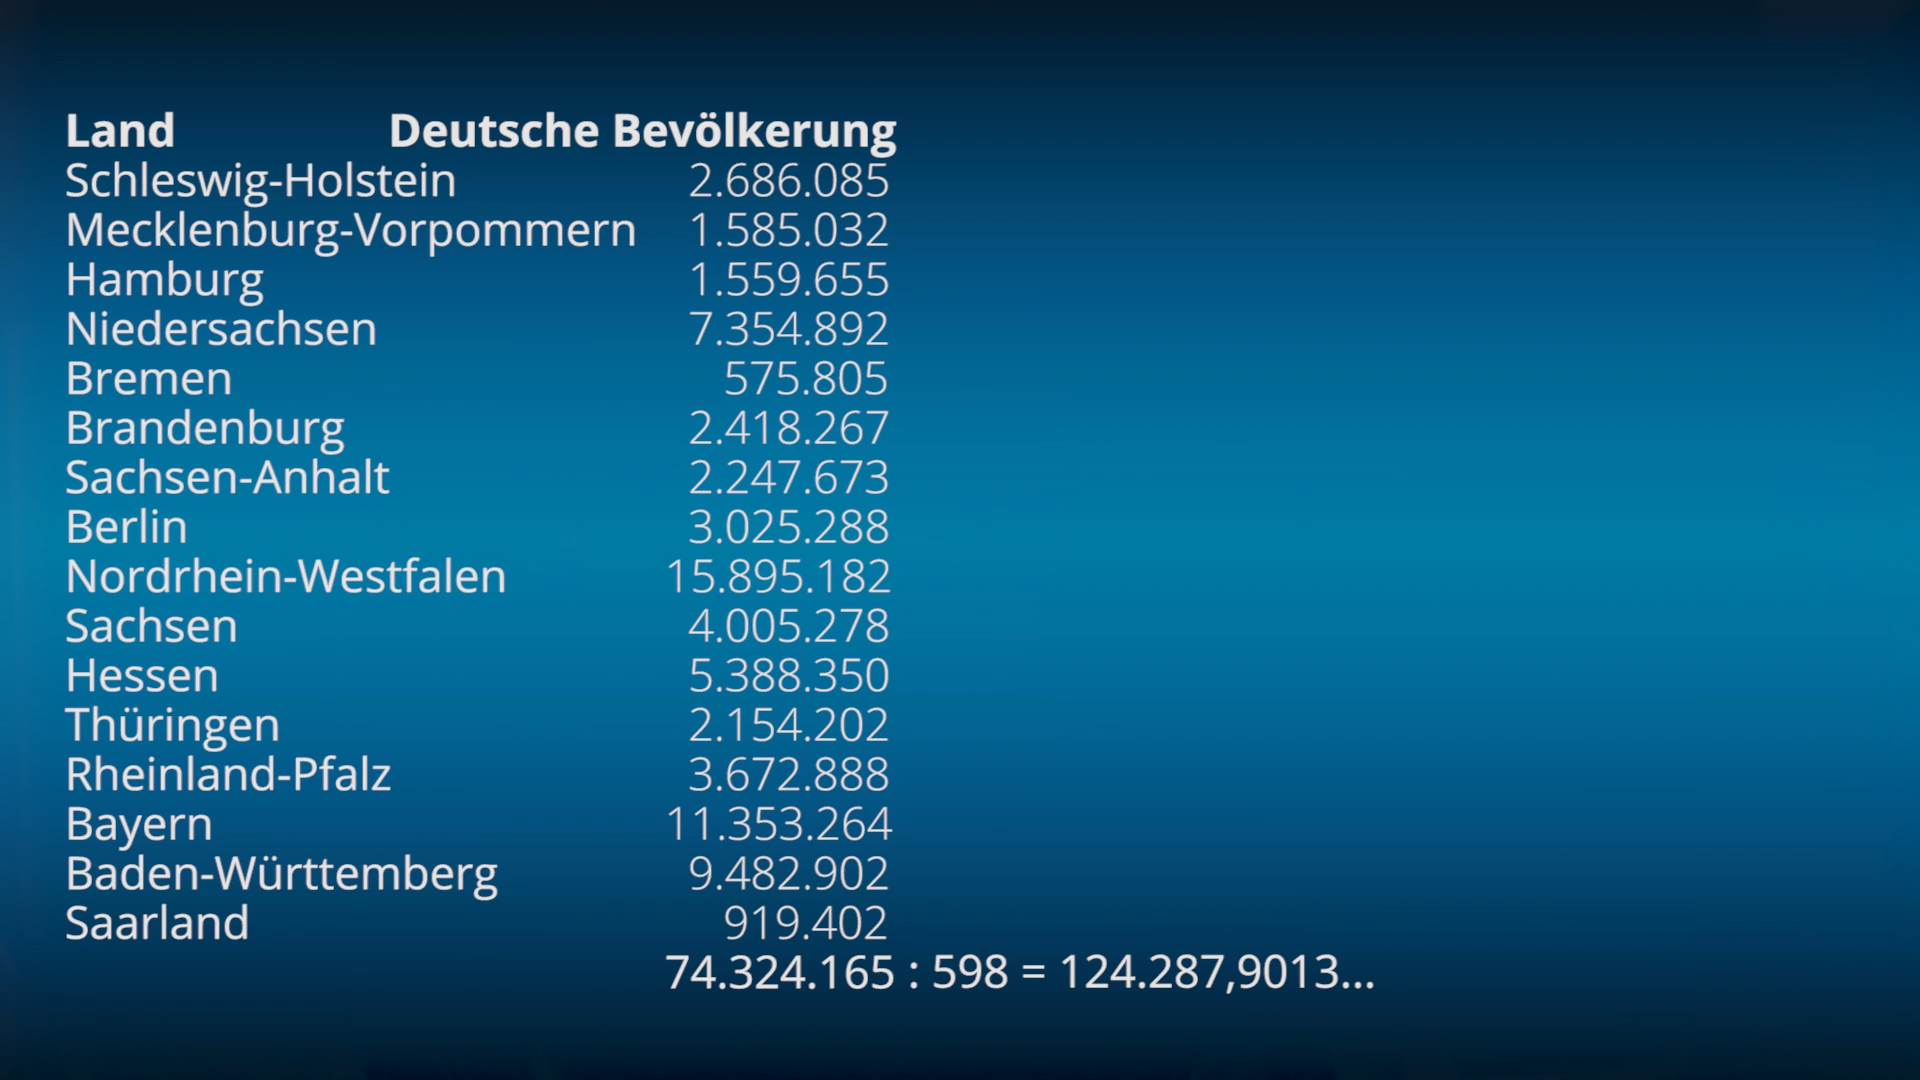 Land Deutsche Bevölkerung
Schleswig-Holstein 2.686.085
Mecklenburg-Vorpommern 1.585.032
Hamburg 1.559.655
Niedersachsen 7.354.892
Bremen 575.805
Brandenburg 2.418.267
Sachsen-Anhalt 2.247.673
Berlin 3.025.288
Nordrhein-Westfalen 15.895.182
Sachsen 4.005.278
Hessen 5.388.350
Thüringen 2.154.202
Rheinland-Pfalz 3.672.888
Bayern 11.353.264
Baden-Württemberg 9.482.902
Saarland 919.402
74.324.165 : 598 = 124.287,9013...